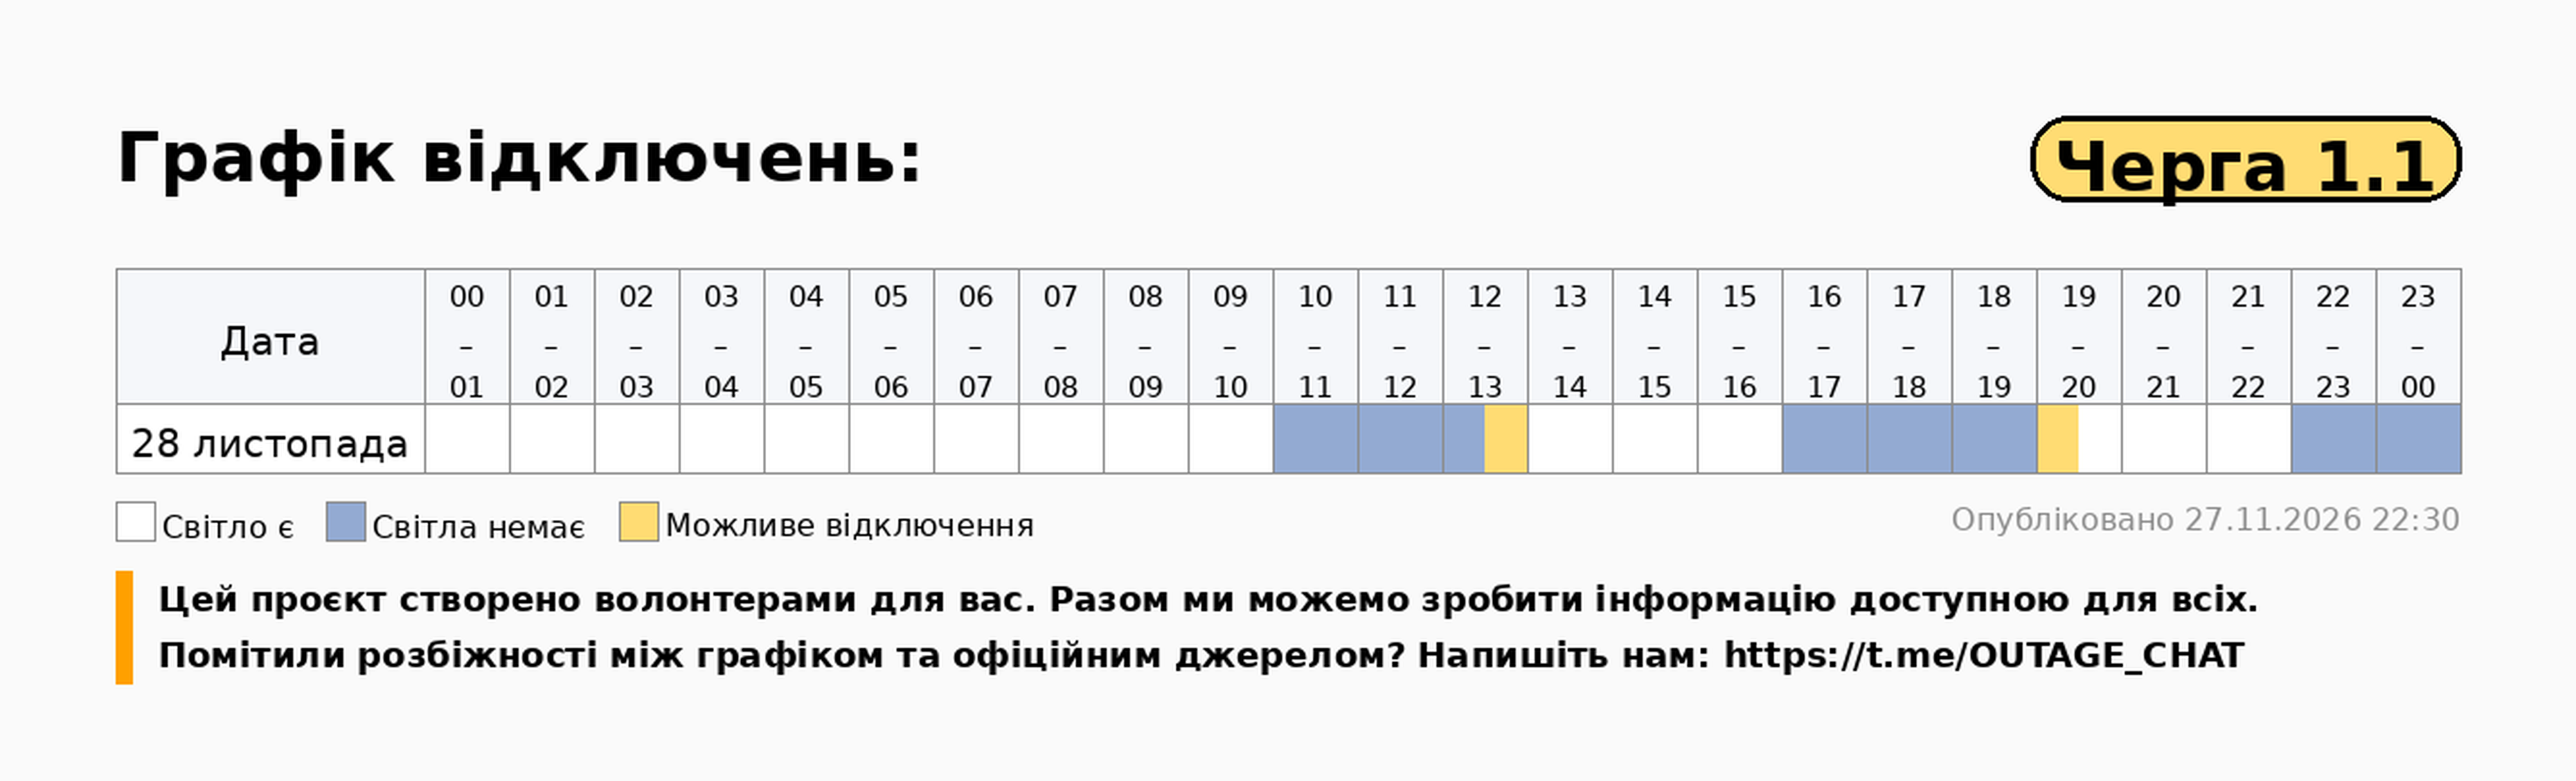 Графік відключень:
Черга 1.1
Дата 00 – 01 01 – 02 02 – 03 03 – 04 04 – 05 05 – 06 06 – 07 07 – 08 08 – 09 09 – 10 10 – 11 11 – 12 12 – 13 13 – 14 14 – 15 15 – 16 16 – 17 17 – 18 18 – 19 19 – 20 20 – 21 21 – 22 22 – 23 23 – 00
28 листопада
Світло є Світла немає Можливе відключення
Опубліковано 27.11.2026 22:30
Цей проєкт створено волонтерами для вас. Разом ми можемо зробити інформацію доступною для всіх.
Помітили розбіжності між графіком та офіційним джерелом? Напишіть нам: https://t.me/OUTAGE_CHAT